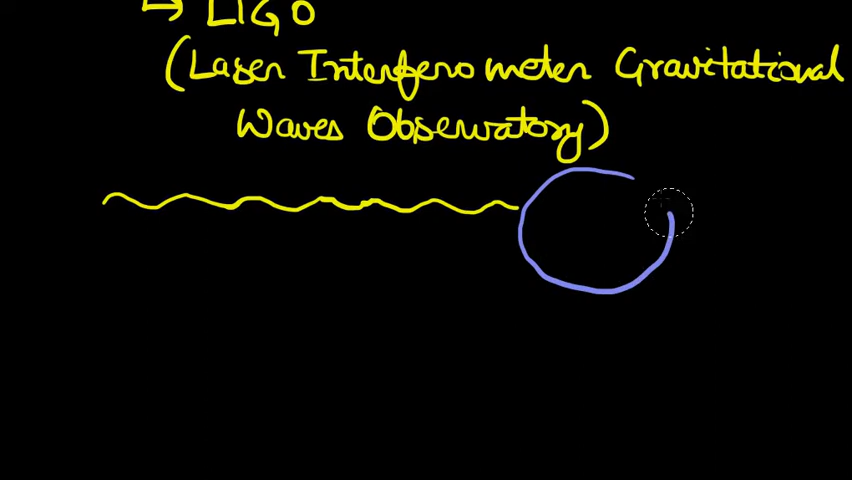 → LIGO
(Laser Interferometer Gravitational
Waves Observatory)